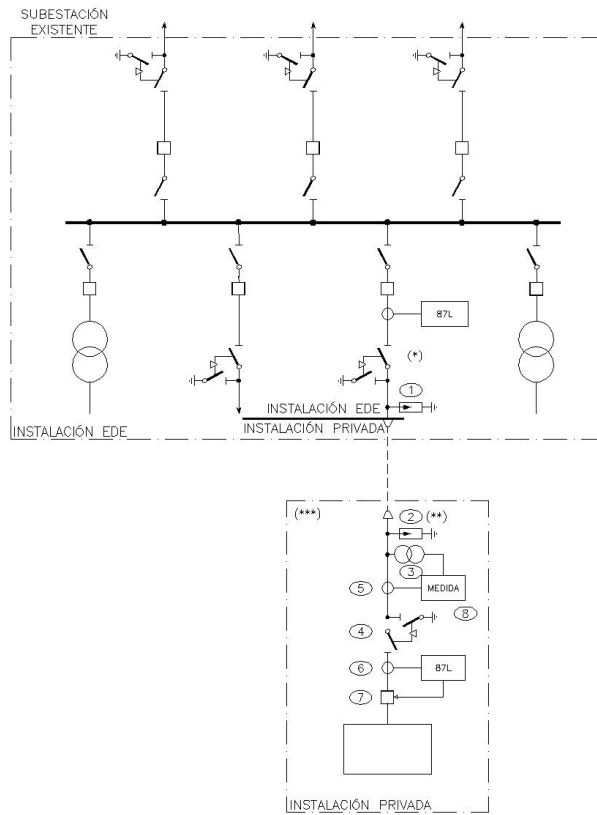 SUBESTACIÓN
EXISTENTE
87L
(*)
1
INSTALACIÓN EDE
INSTALACIÓN PRIVADA
INSTALACIÓN EDE
(***)
2 (**)
3
5
MEDIDA
8
4
6
87L
7
INSTALACIÓN PRIVADA